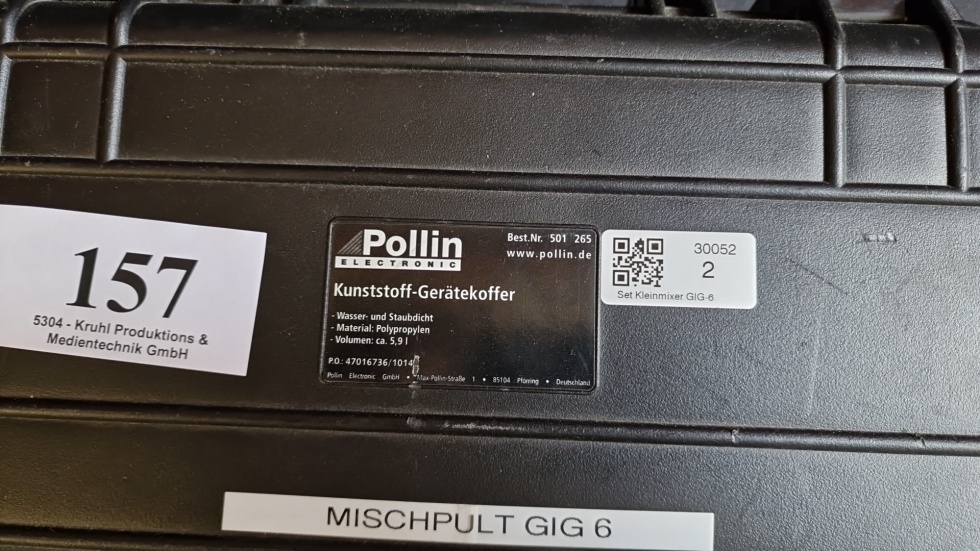 157
5304 - Kruhl Produktions &
Medientechnik GmbH
Pollin
ELECTRONIC
Best.Nr. 501 265
www.pollin.de
Kunststoff-Gerätekoffer
- Wasser- und Staubdicht
- Material: Polypropylen
- Volumen: ca. 5,9 l
P.O.: 47016736/1014
Pollin Electronic GmbH • Max-Pollin-Straße 1 • 85104 Pförring • Deutschland
30052
2
Set Kleinmixer GIG-6
MISCHPULT GIG 6